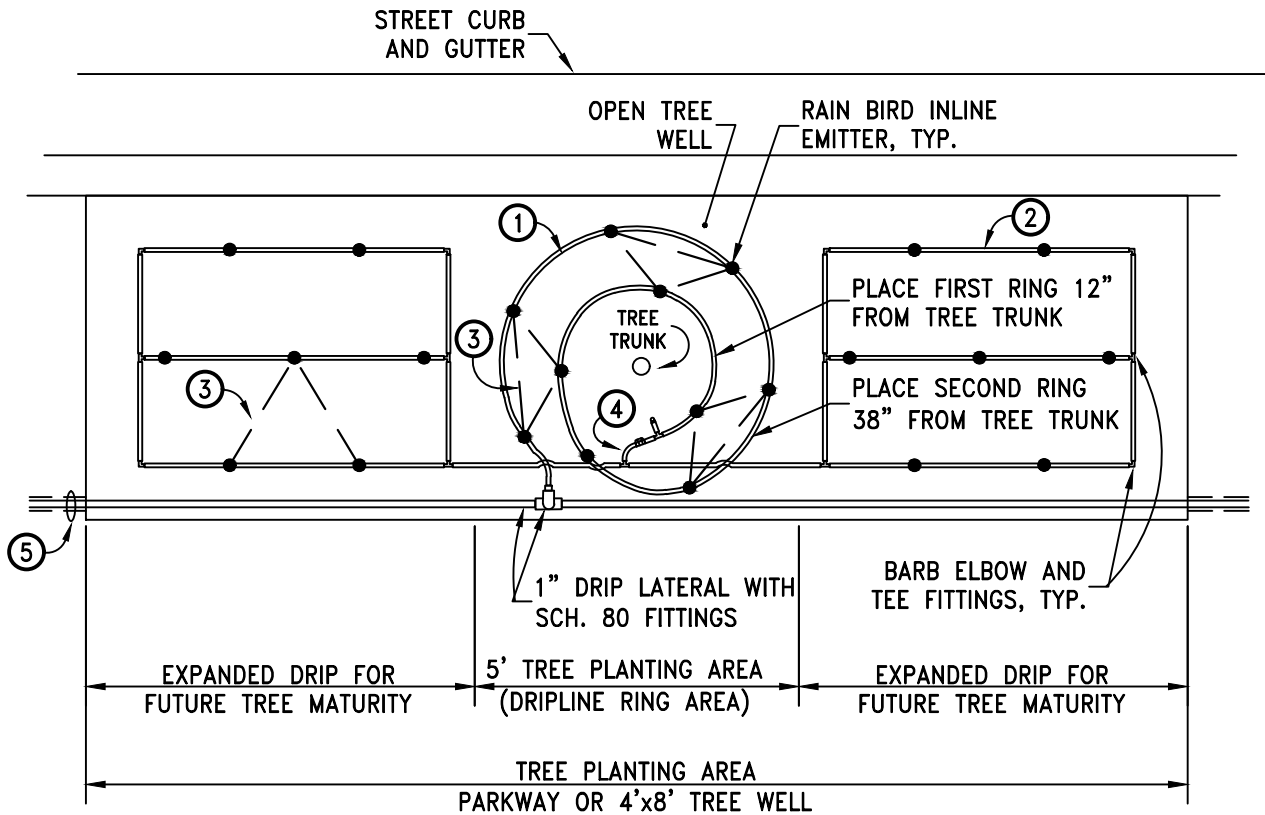 STREET CURB
AND GUTTER
OPEN TREE
WELL
RAIN BIRD INLINE
EMITTER, TYP.
1
2
PLACE FIRST RING 12"
FROM TREE TRUNK
TREE
TRUNK
3
3
4
PLACE SECOND RING
38" FROM TREE TRUNK
5
1" DRIP LATERAL WITH
SCH. 80 FITTINGS
BARB ELBOW AND
TEE FITTINGS, TYP.
EXPANDED DRIP FOR
FUTURE TREE MATURITY
5' TREE PLANTING AREA
(DRIPLINE RING AREA)
EXPANDED DRIP FOR
FUTURE TREE MATURITY
TREE PLANTING AREA
PARKWAY OR 4'x8' TREE WELL